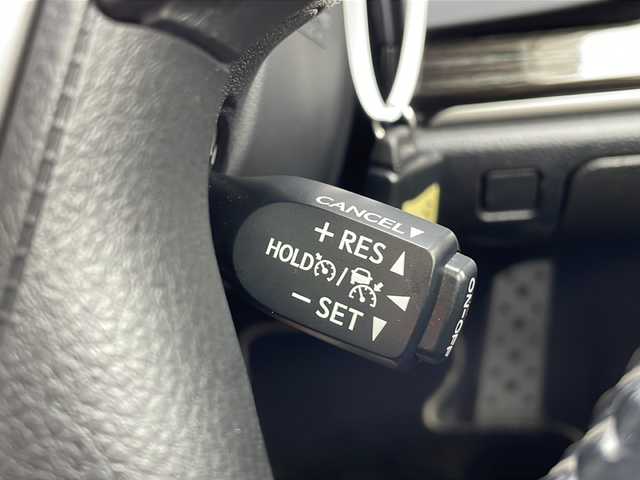 CANCEL▼
+ RES ▲
HOLD / ◀
− SET ▼
ON-OFF